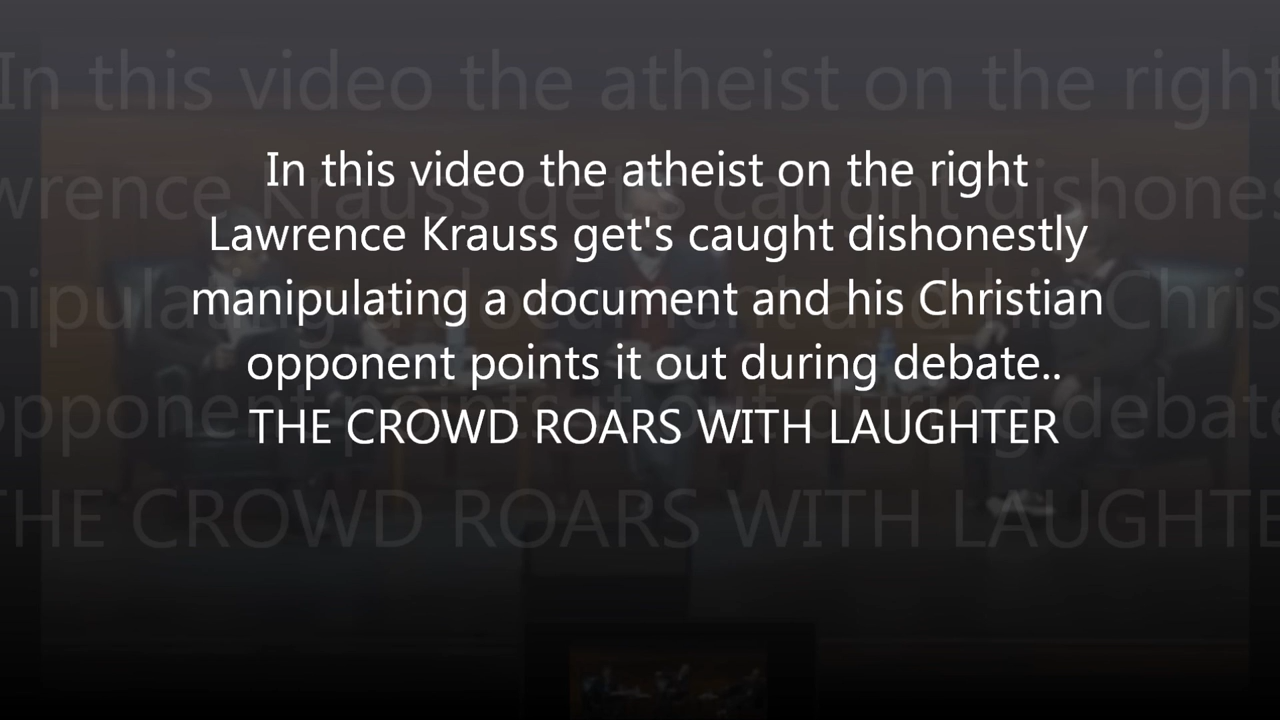 In this video the atheist on the right
Lawrence Krauss get's caught dishonestly
manipulating a document and his Christian
opponent points it out during debate..
THE CROWD ROARS WITH LAUGHTER